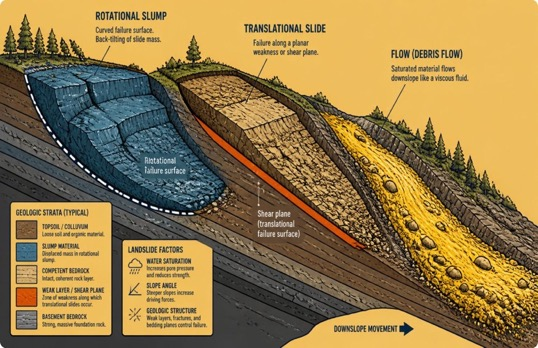 ROTATIONAL SLUMP
Curved failure surface.
Back-tilting of slide mass.
TRANSLATIONAL SLIDE
Failure along a planar
weakness or shear plane.
FLOW (DEBRIS FLOW)
Saturated material flows
downslope like a viscous fluid.
Rotational
failure surface
Shear plane
(translational
failure surface)
GEOLOGIC STRATA (TYPICAL)
TOPSOIL / COLLUVIUM
Loose soil and organic material.
SLUMP MATERIAL
Displaced mass in rotational
slump.
COMPETENT BEDROCK
Intact, coherent rock layer.
WEAK LAYER / SHEAR PLANE
Zone of weakness along which
translational slides occur.
BASEMENT BEDROCK
Strong, massive foundation rock.
LANDSLIDE FACTORS
WATER SATURATION
Increases pure pressure
and reduces strength.
SLOPE ANGLE
Steeper slopes increase
driving forces.
GEOLOGIC STRUCTURE
Weak layers, fractures, and
bedding planes control failure.
DOWNSLOPE MOVEMENT